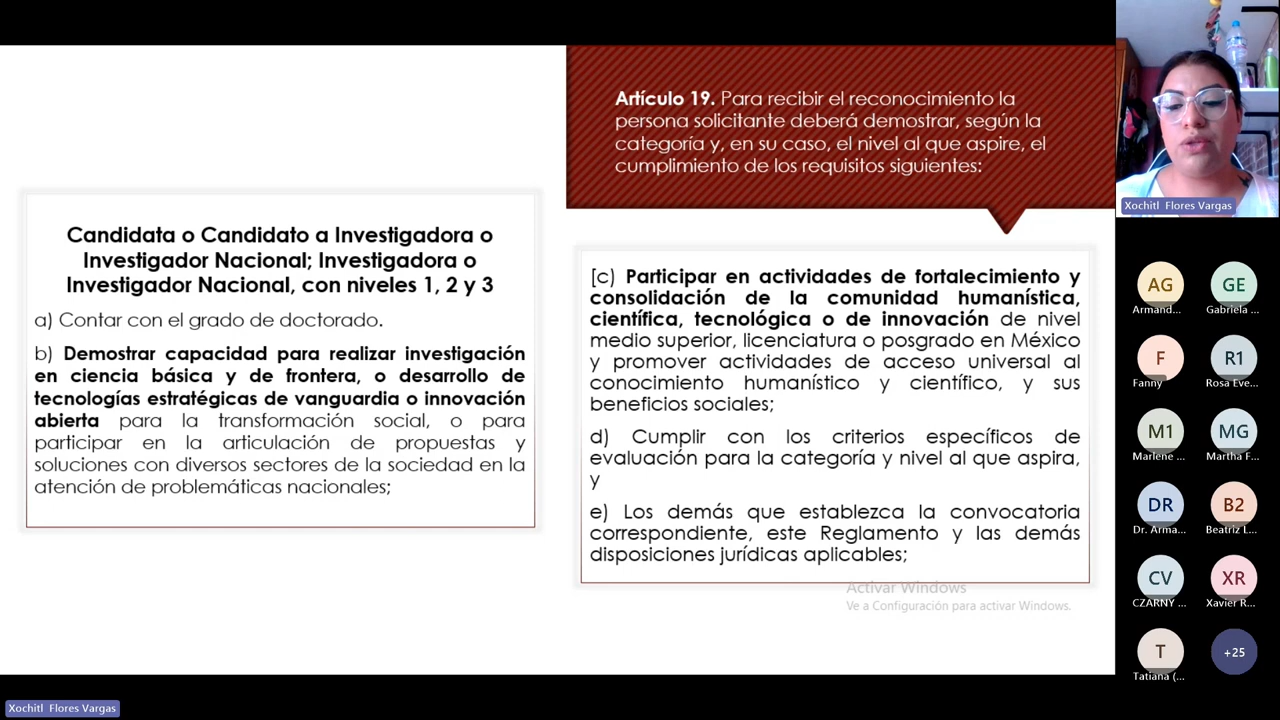 Artículo 19. Para recibir el reconocimiento la
persona solicitante deberá demostrar, según la
categoría y, en su caso, el nivel al que aspire, el
cumplimiento de los requisitos siguientes:
Candidata o Candidato a Investigadora o
Investigador Nacional; Investigadora o
Investigador Nacional, con niveles 1, 2 y 3
a) Contar con el grado de doctorado.
b) Demostrar capacidad para realizar investigación
en ciencia básica y de frontera, o desarrollo de
tecnologías estratégicas de vanguardia o innovación
abierta para la transformación social, o para
participar en la articulación de propuestas y
soluciones con diversos sectores de la sociedad en la
atención de problemáticas nacionales;
[c) Participar en actividades de fortalecimiento y
consolidación de la comunidad humanística,
científica, tecnológica o de innovación de nivel
medio superior, licenciatura o posgrado en México
y promover actividades de acceso universal al
conocimiento humanístico y científico, y sus
beneficios sociales;
d) Cumplir con los criterios específicos de
evaluación para la categoría y nivel al que aspira,
y
e) Los demás que establezca la convocatoria
correspondiente, este Reglamento y las demás
disposiciones jurídicas aplicables;
Activar Windows
Ve a Configuración para activar Windows.
Xochitl Flores Vargas
AG
Armand...
GE
Gabriela ...
F
Fanny
R1
Rosa Eve...
M1
Marlene ...
MG
Martha F...
DR
Dr. Arma...
B2
Beatriz L...
CV
CZARNY ...
XR
Xavier R...
T
Tatiana (...
+25
Xochitl Flores Vargas